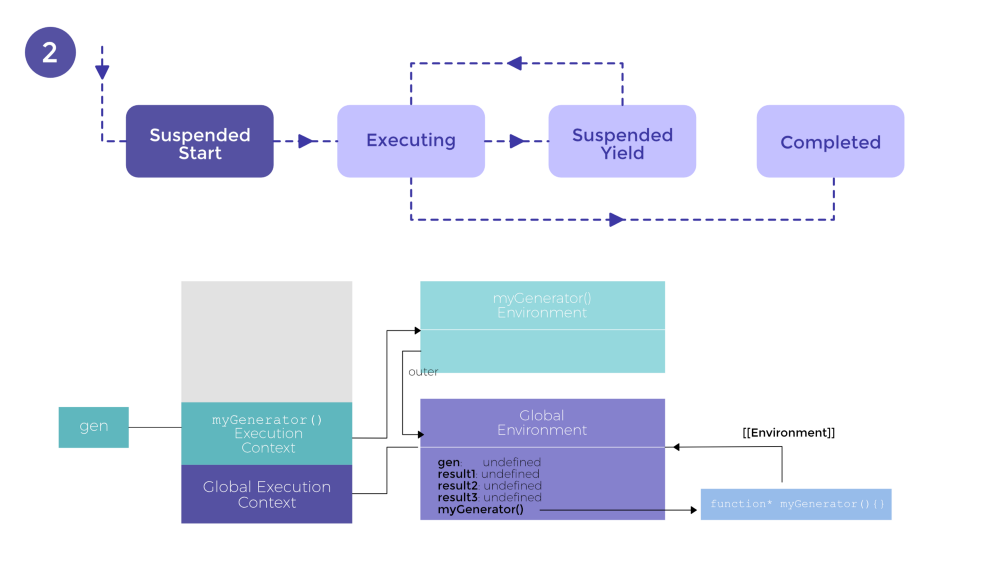 2
Suspended
Start
Executing
Suspended
Yield
Completed
myGenerator()
Environment
outer
gen
myGenerator()
Execution
Context
Global Execution
Context
Global
Environment
gen: undefined
result1: undefined
result2: undefined
result3: undefined
myGenerator()
[[Environment]]
function* myGenerator(){}